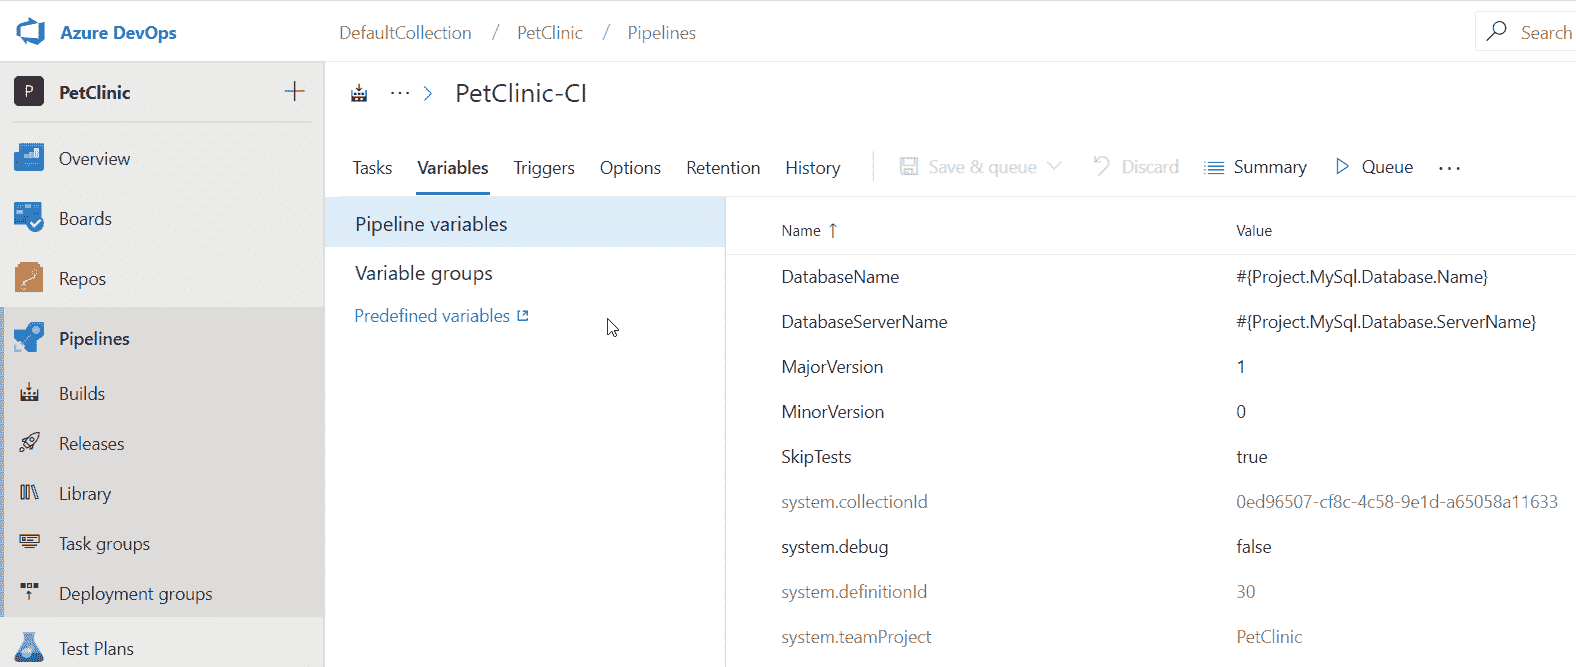 Azure DevOps
DefaultCollection / PetClinic / Pipelines
Search
P PetClinic
Overview
Boards
Repos
Pipelines
Builds
Releases
Library
Task groups
Deployment groups
Test Plans
··· > PetClinic-CI
Tasks Variables Triggers Options Retention History Save & queue Discard Summary Queue ···
Pipeline variables
Variable groups
Predefined variables
Name ↑ Value
DatabaseName #{Project.MySql.Database.Name}
DatabaseServerName #{Project.MySql.Database.ServerName}
MajorVersion 1
MinorVersion 0
SkipTests true
system.collectionId 0ed96507-cf8c-4c58-9e1d-a65058a11633
system.debug false
system.definitionId 30
system.teamProject PetClinic